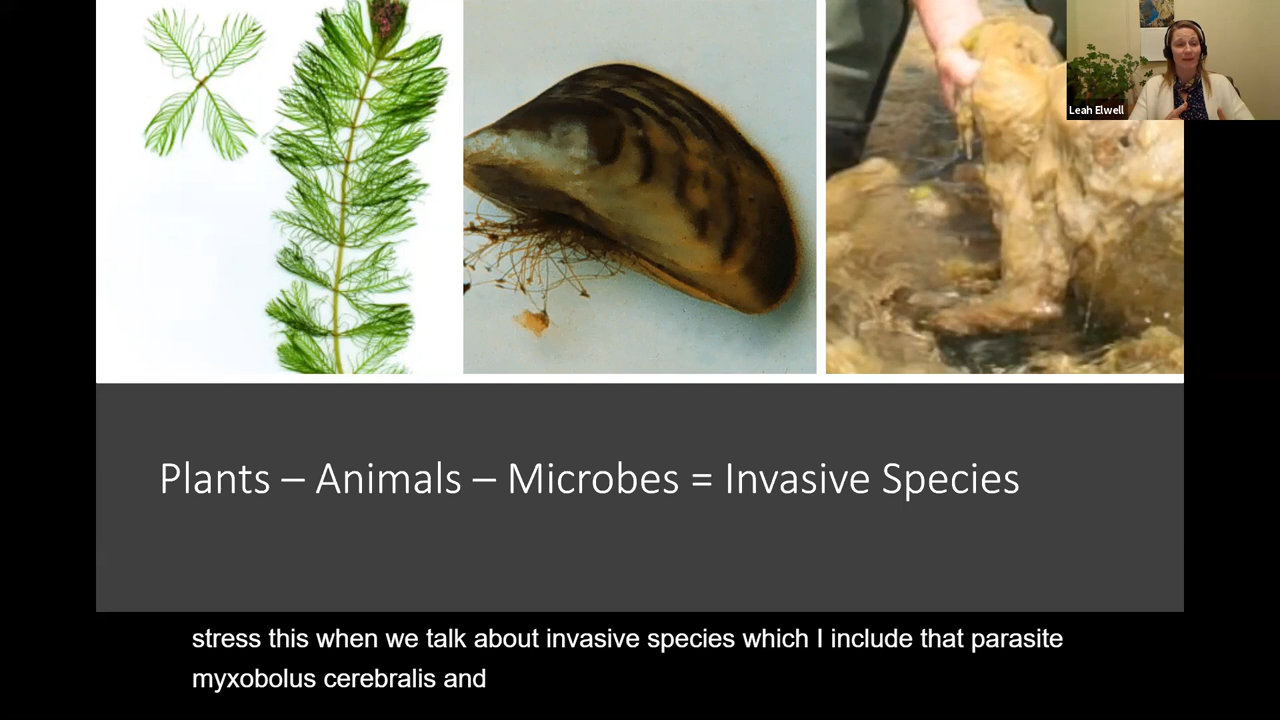 Leah Elwell
Plants – Animals – Microbes = Invasive Species
stress this when we talk about invasive species which I include that parasite
myxobolus cerebralis and